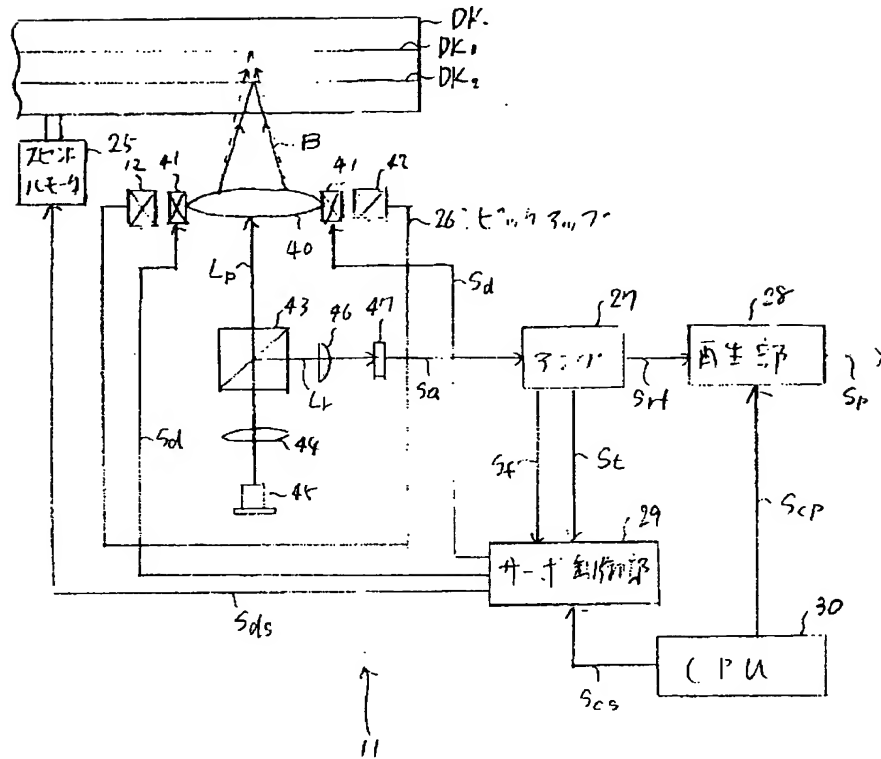 DK
DK₁
DK₂
25
スピンド
ルモータ
12
41
B
41
42
40
26:ピックアップ
Lp
Sd
43
46
47
27
28
アンプ
再生部
Sa
Srf
Sp
Lr
Sd
44
Sf
St
45
Scp
29
サーボ制御部
Sds
30
CPU
Scs
11